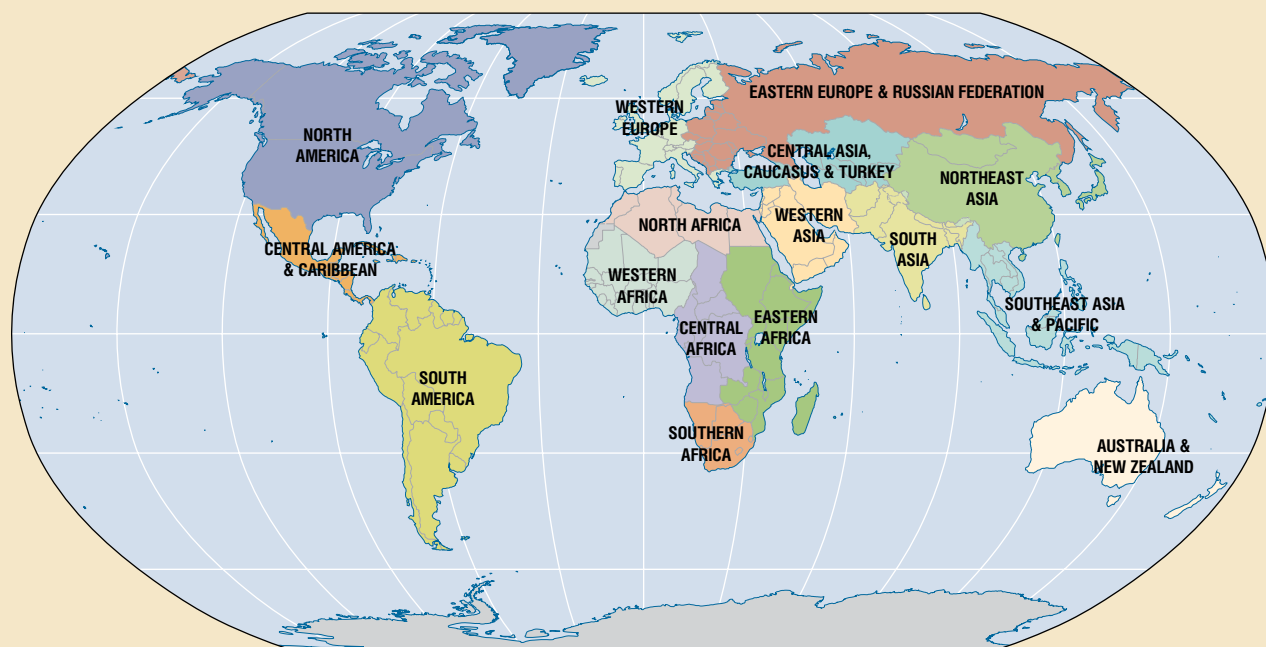 EASTERN EUROPE & RUSSIAN FEDERATION
WESTERN
EUROPE
NORTH
AMERICA
CENTRAL ASIA,
CAUCASUS & TURKEY
NORTHEAST
ASIA
NORTH AFRICA
WESTERN
ASIA
SOUTH
ASIA
CENTRAL AMERICA
& CARIBBEAN
WESTERN
AFRICA
SOUTHEAST ASIA
& PACIFIC
EASTERN
AFRICA
CENTRAL
AFRICA
SOUTH
AMERICA
SOUTHERN
AFRICA
AUSTRALIA &
NEW ZEALAND